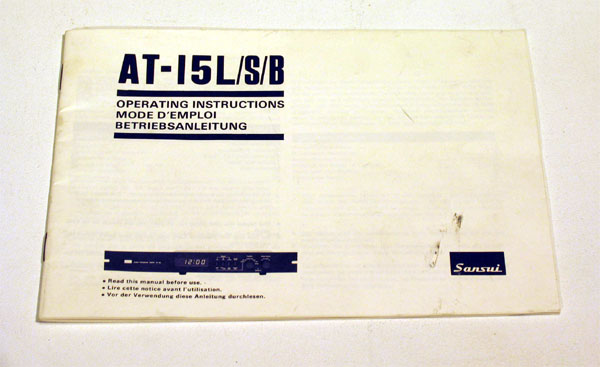 AT-15L/S/B
OPERATING INSTRUCTIONS
MODE D'EMPLOI
BETRIEBSANLEITUNG
12:00
Sansui
• Read this manual before use.
• Lire cette notice avant l'utilisation.
• Vor der Verwendung diese Anleitung durchlesen.